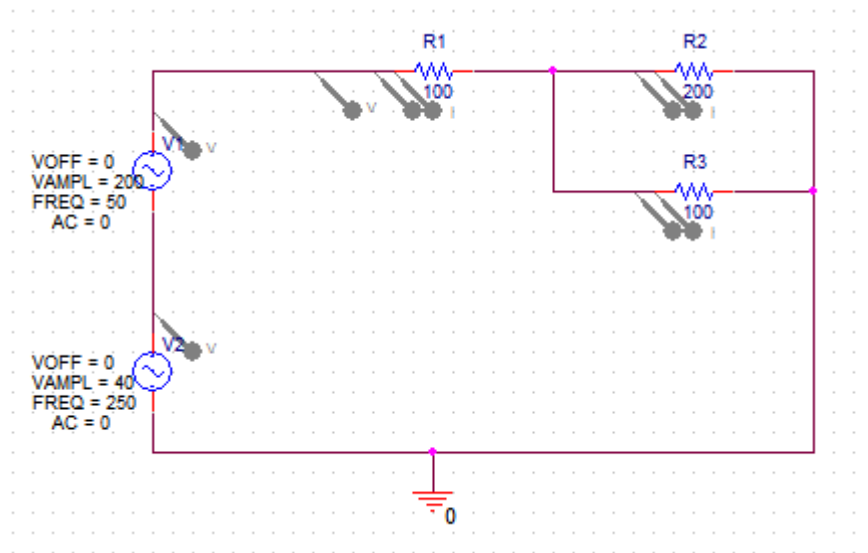 R1
R2
100
V
I
200
I
V1
V
VOFF = 0
VAMPL = 200
FREQ = 50
AC = 0
R3
100
I
V2
V
VOFF = 0
VAMPL = 40
FREQ = 250
AC = 0
0